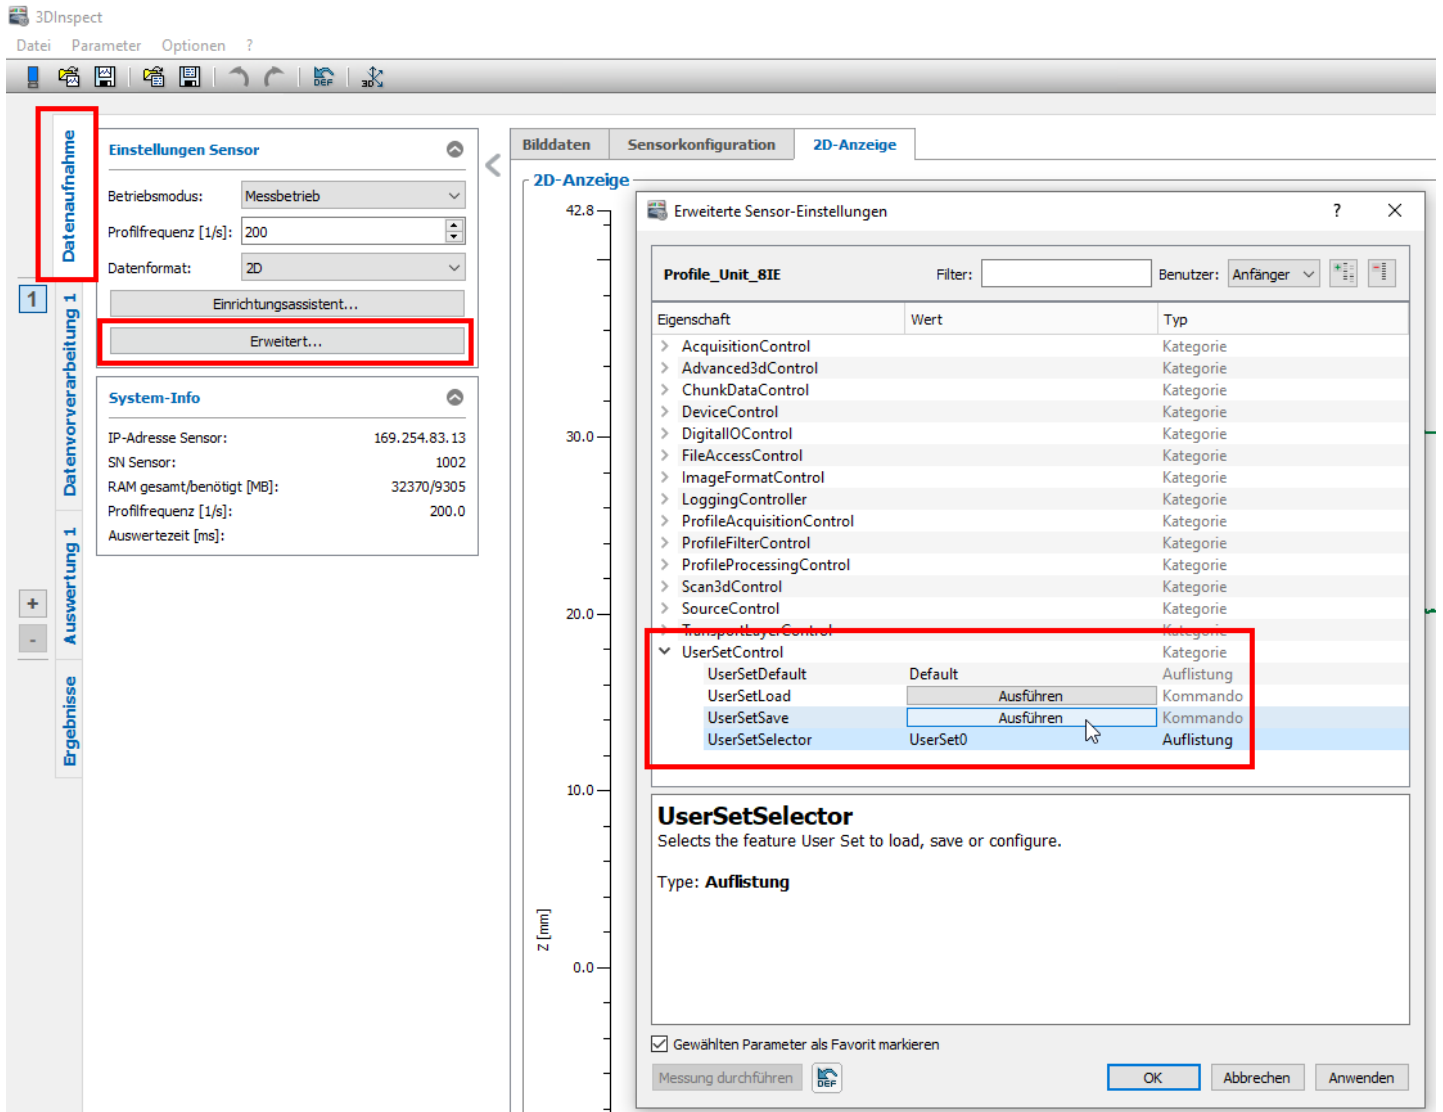 3DInspect
Datei Parameter Optionen ?
DEF 3D
Datenaufnahme
Datenvorverarbeitung 1
Auswertung 1
Ergebnisse
1
+
-
Einstellungen Sensor
Betriebsmodus: Messbetrieb
Profilfrequenz [1/s]: 200
Datenformat: 2D
Einrichtungsassistent...
Erweitert...
System-Info
IP-Adresse Sensor: 169.254.83.13
SN Sensor: 1002
RAM gesamt/benötigt [MB]: 32370/9305
Profilfrequenz [1/s]: 200.0
Auswertezeit [ms]:
Bilddaten Sensorkonfiguration 2D-Anzeige
2D-Anzeige
42.8
30.0
20.0
10.0
0.0
Z [mm]
Erweiterte Sensor-Einstellungen ?
Profile_Unit_8IE Filter: Benutzer: Anfänger
Eigenschaft Wert Typ
AcquisitionControl Kategorie
Advanced3dControl Kategorie
ChunkDataControl Kategorie
DeviceControl Kategorie
DigitalIOControl Kategorie
FileAccessControl Kategorie
ImageFormatControl Kategorie
LoggingController Kategorie
ProfileAcquisitionControl Kategorie
ProfileFilterControl Kategorie
ProfileProcessingControl Kategorie
Scan3dControl Kategorie
SourceControl Kategorie
TransportLayerControl Kategorie
UserSetControl Kategorie
UserSetDefault Default Auflistung
UserSetLoad Ausführen Kommando
UserSetSave Ausführen Kommando
UserSetSelector UserSet0 Auflistung
UserSetSelector
Selects the feature User Set to load, save or configure.
Type: Auflistung
Gewählten Parameter als Favorit markieren
Messung durchführen DEF OK Abbrechen Anwenden